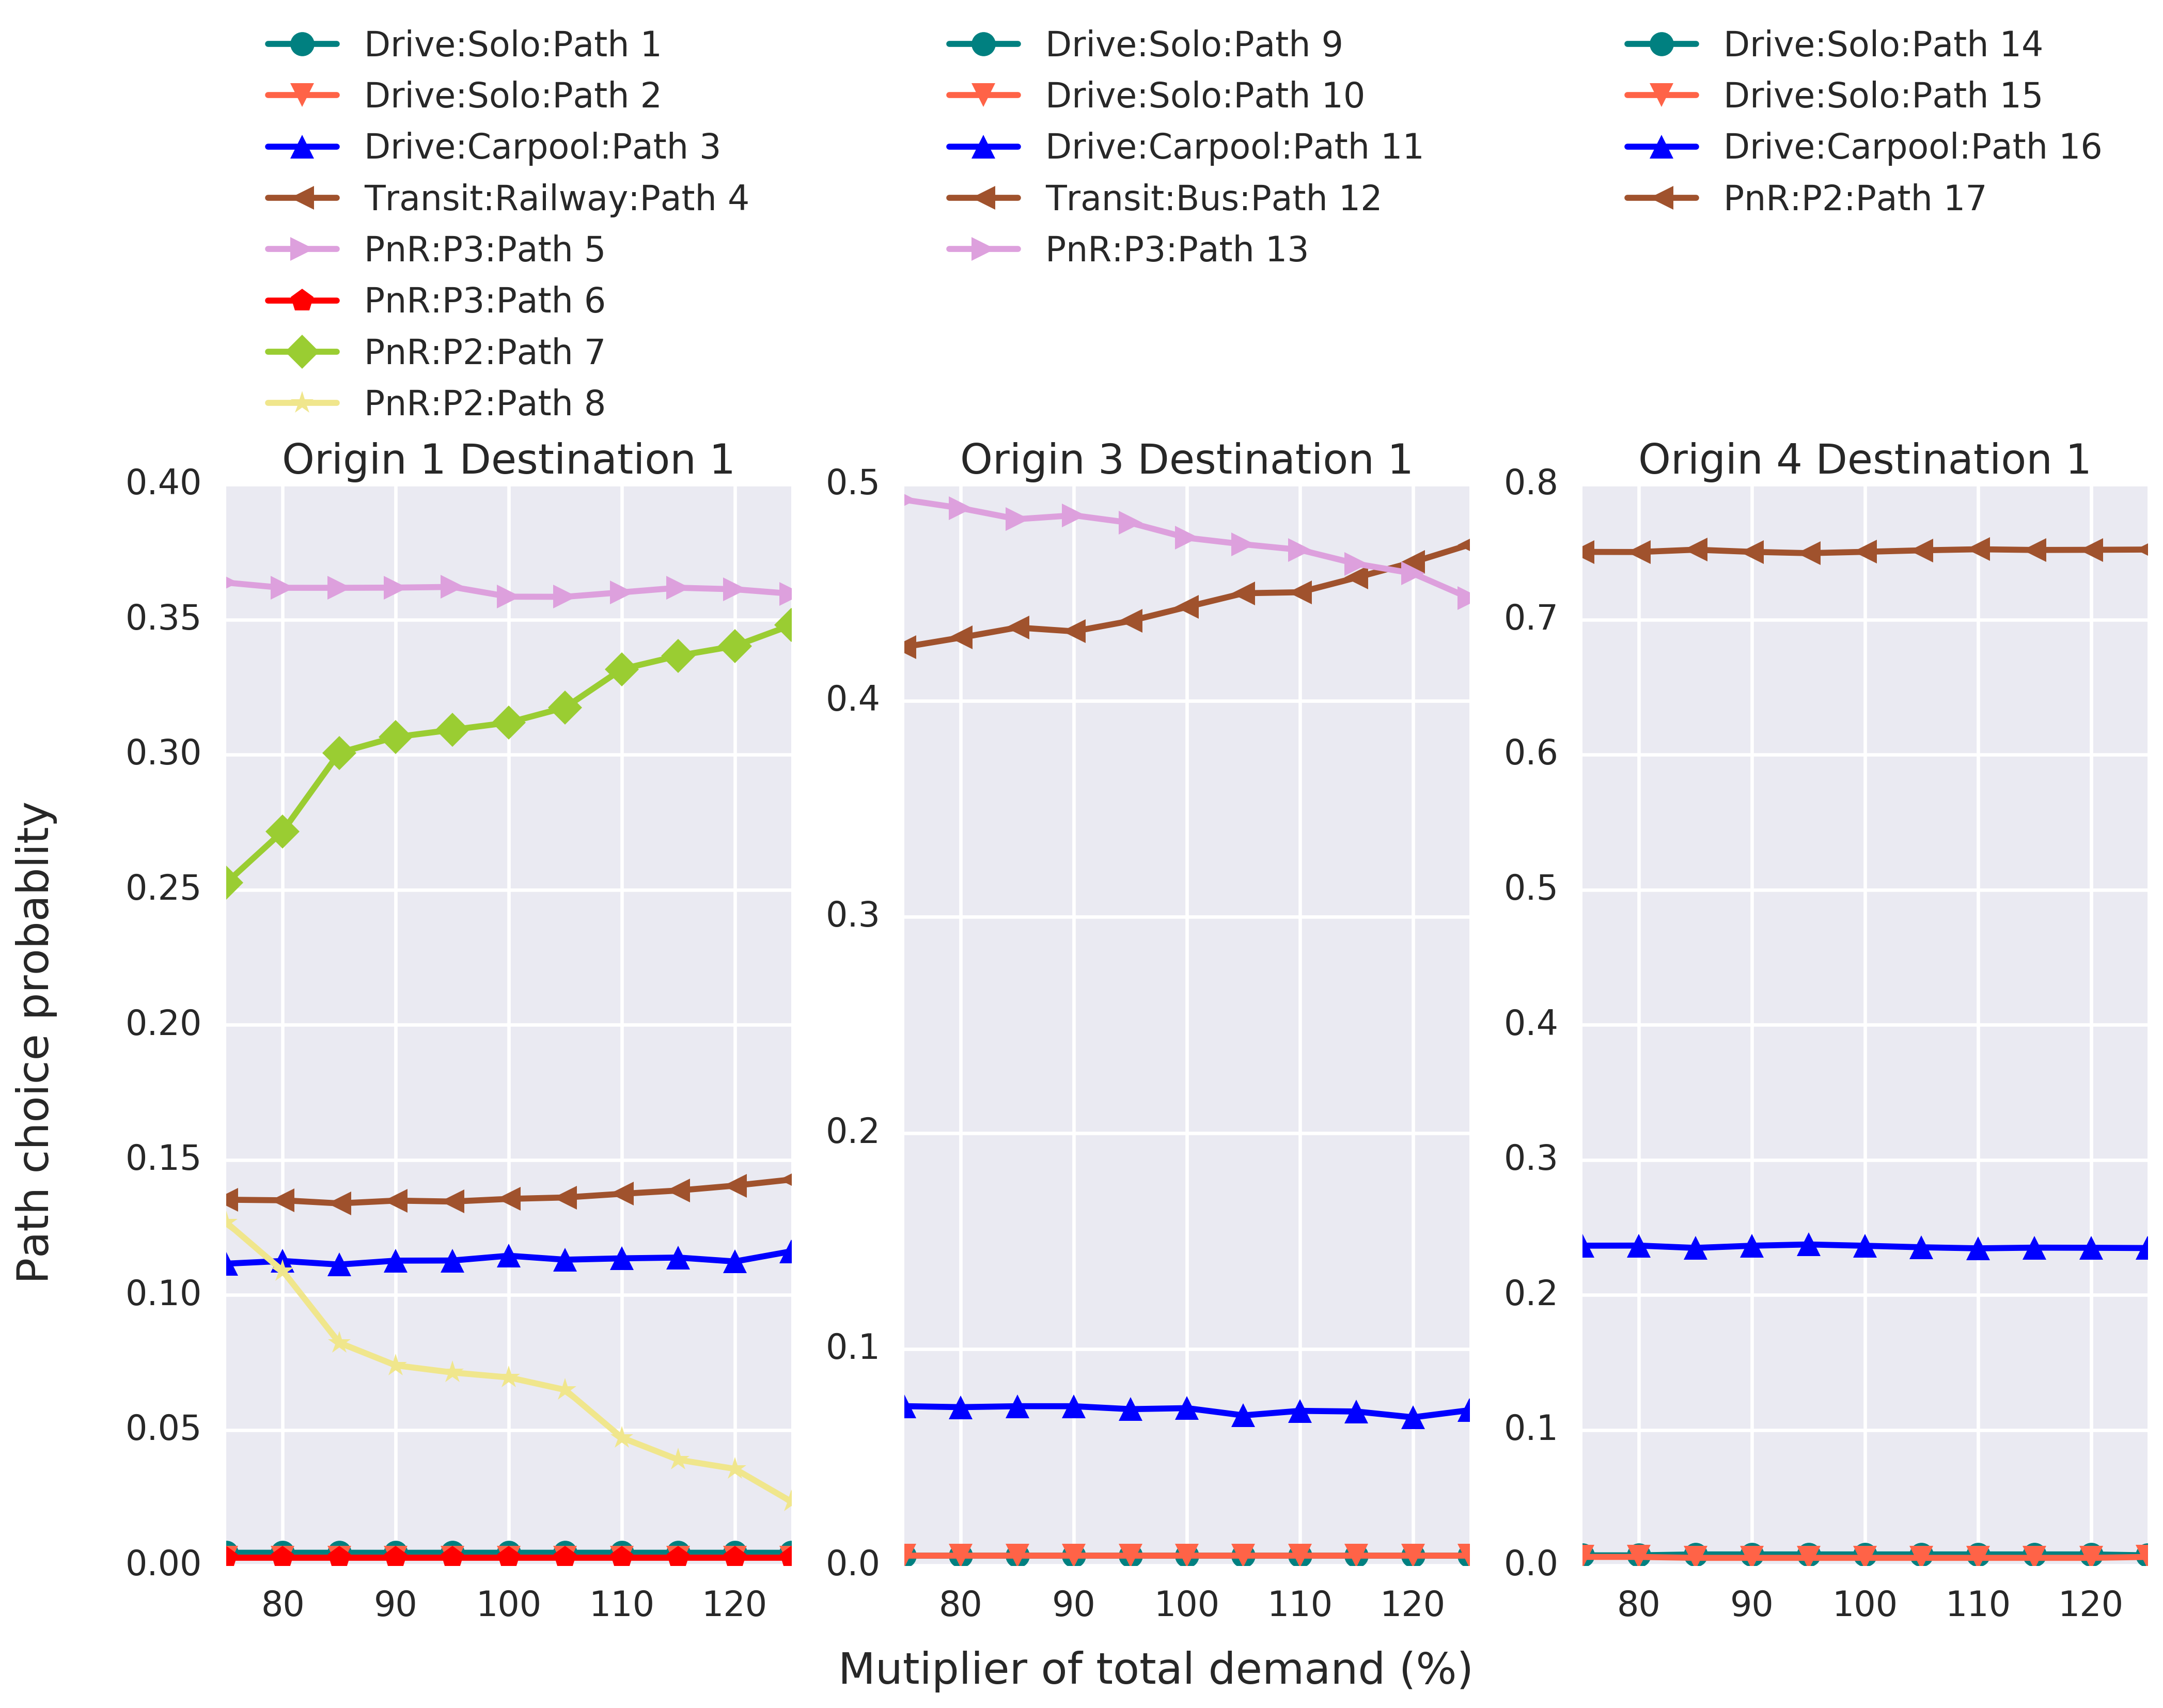 Drive:Solo:Path 1
Drive:Solo:Path 2
Drive:Carpool:Path 3
Transit:Railway:Path 4
PnR:P3:Path 5
PnR:P3:Path 6
PnR:P2:Path 7
PnR:P2:Path 8
Drive:Solo:Path 9
Drive:Solo:Path 10
Drive:Carpool:Path 11
Transit:Bus:Path 12
PnR:P3:Path 13
Drive:Solo:Path 14
Drive:Solo:Path 15
Drive:Carpool:Path 16
PnR:P2:Path 17
Path choice probablity
Origin 1 Destination 1
0.40
0.35
0.30
0.25
0.20
0.15
0.10
0.05
0.00
80 90 100 110 120
Origin 3 Destination 1
0.5
0.4
0.3
0.2
0.1
0.0
80 90 100 110 120
Origin 4 Destination 1
0.8
0.7
0.6
0.5
0.4
0.3
0.2
0.1
0.0
80 90 100 110 120
Mutiplier of total demand (%)